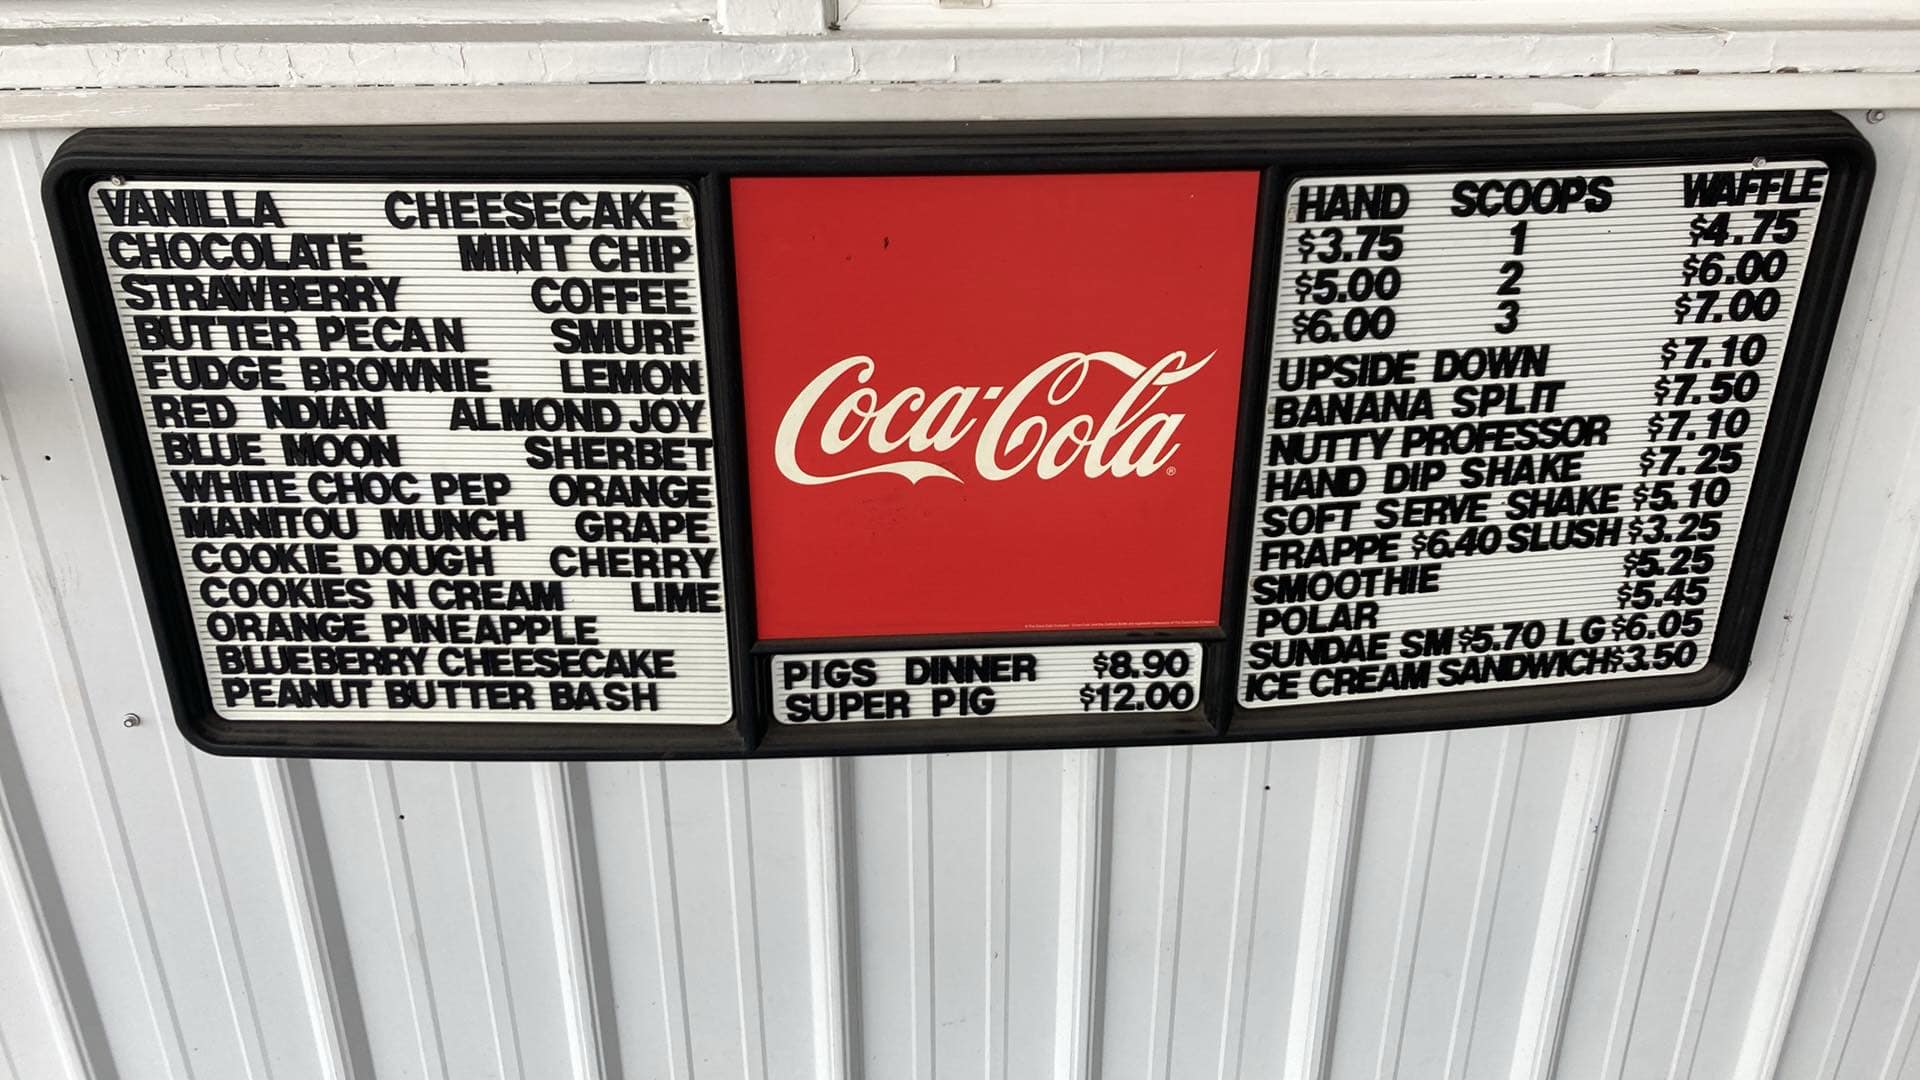 VANILLA CHEESECAKE
CHOCOLATE MINT CHIP
STRAWBERRY COFFEE
BUTTER PECAN SMURF
FUDGE BROWNIE LEMON
RED NDIAN ALMOND JOY
BLUE MOON SHERBET
WHITE CHOC PEP ORANGE
MANITOU MUNCH GRAPE
COOKIE DOUGH CHERRY
COOKIES N CREAM LIME
ORANGE PINEAPPLE
BLUEBERRY CHEESECAKE
PEANUT BUTTER BASH
Coca-Cola®
PIGS DINNER $8.90
SUPER PIG $12.00
HAND SCOOPS WAFFLE
$3.75 1 $4.75
$5.00 2 $6.00
$6.00 3 $7.00
UPSIDE DOWN $7.10
BANANA SPLIT $7.50
NUTTY PROFESSOR $7.10
HAND DIP SHAKE $7.25
SOFT SERVE SHAKE $5.10
FRAPPE $6.40 SLUSH $3.25
SMOOTHIE $5.25
POLAR $5.45
SUNDAE SM $5.70 LG $6.05
ICE CREAM SANDWICH $3.50